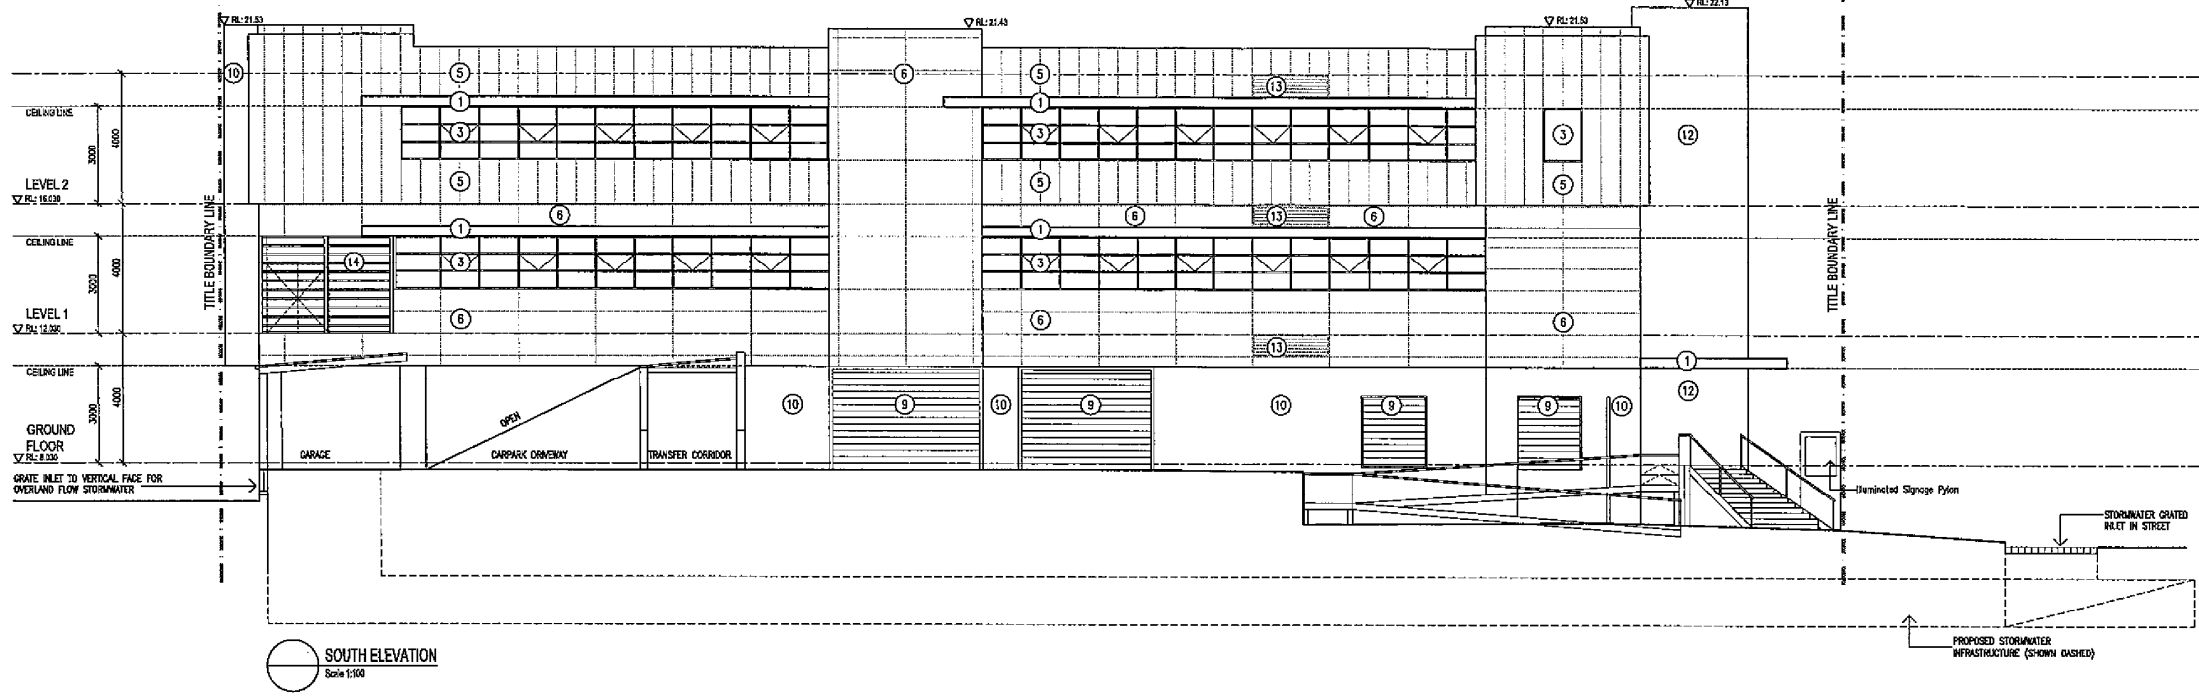 RL: 21.53
RL: 21.43
RL: 21.53
RL: 22.13
10
5
6
5
13
1
1
CEILING LINE
3
3
3
12
3000
4000
LEVEL 2
5
5
5
RL: 16.030
TITLE BOUNDARY LINE
TITLE BOUNDARY LINE
6
6
13
6
1
1
CEILING LINE
14
3
3
3000
4000
LEVEL 1
6
6
6
RL: 12.030
13
1
CEILING LINE
12
3000
4000
10
9
10
9
10
9
9
10
OPEN
GROUND
FLOOR
RL: 8.030
GARAGE
CARPARK DRIVEWAY
TRANSFER CORRIDOR
GRATE INLET TO VERTICAL FACE FOR
OVERLAND FLOW STORMWATER
Illuminated Signage Pylon
STORMWATER GRATED
INLET IN STREET
PROPOSED STORMWATER
INFRASTRUCTURE (SHOWN DASHED)
SOUTH ELEVATION
Scale 1:100